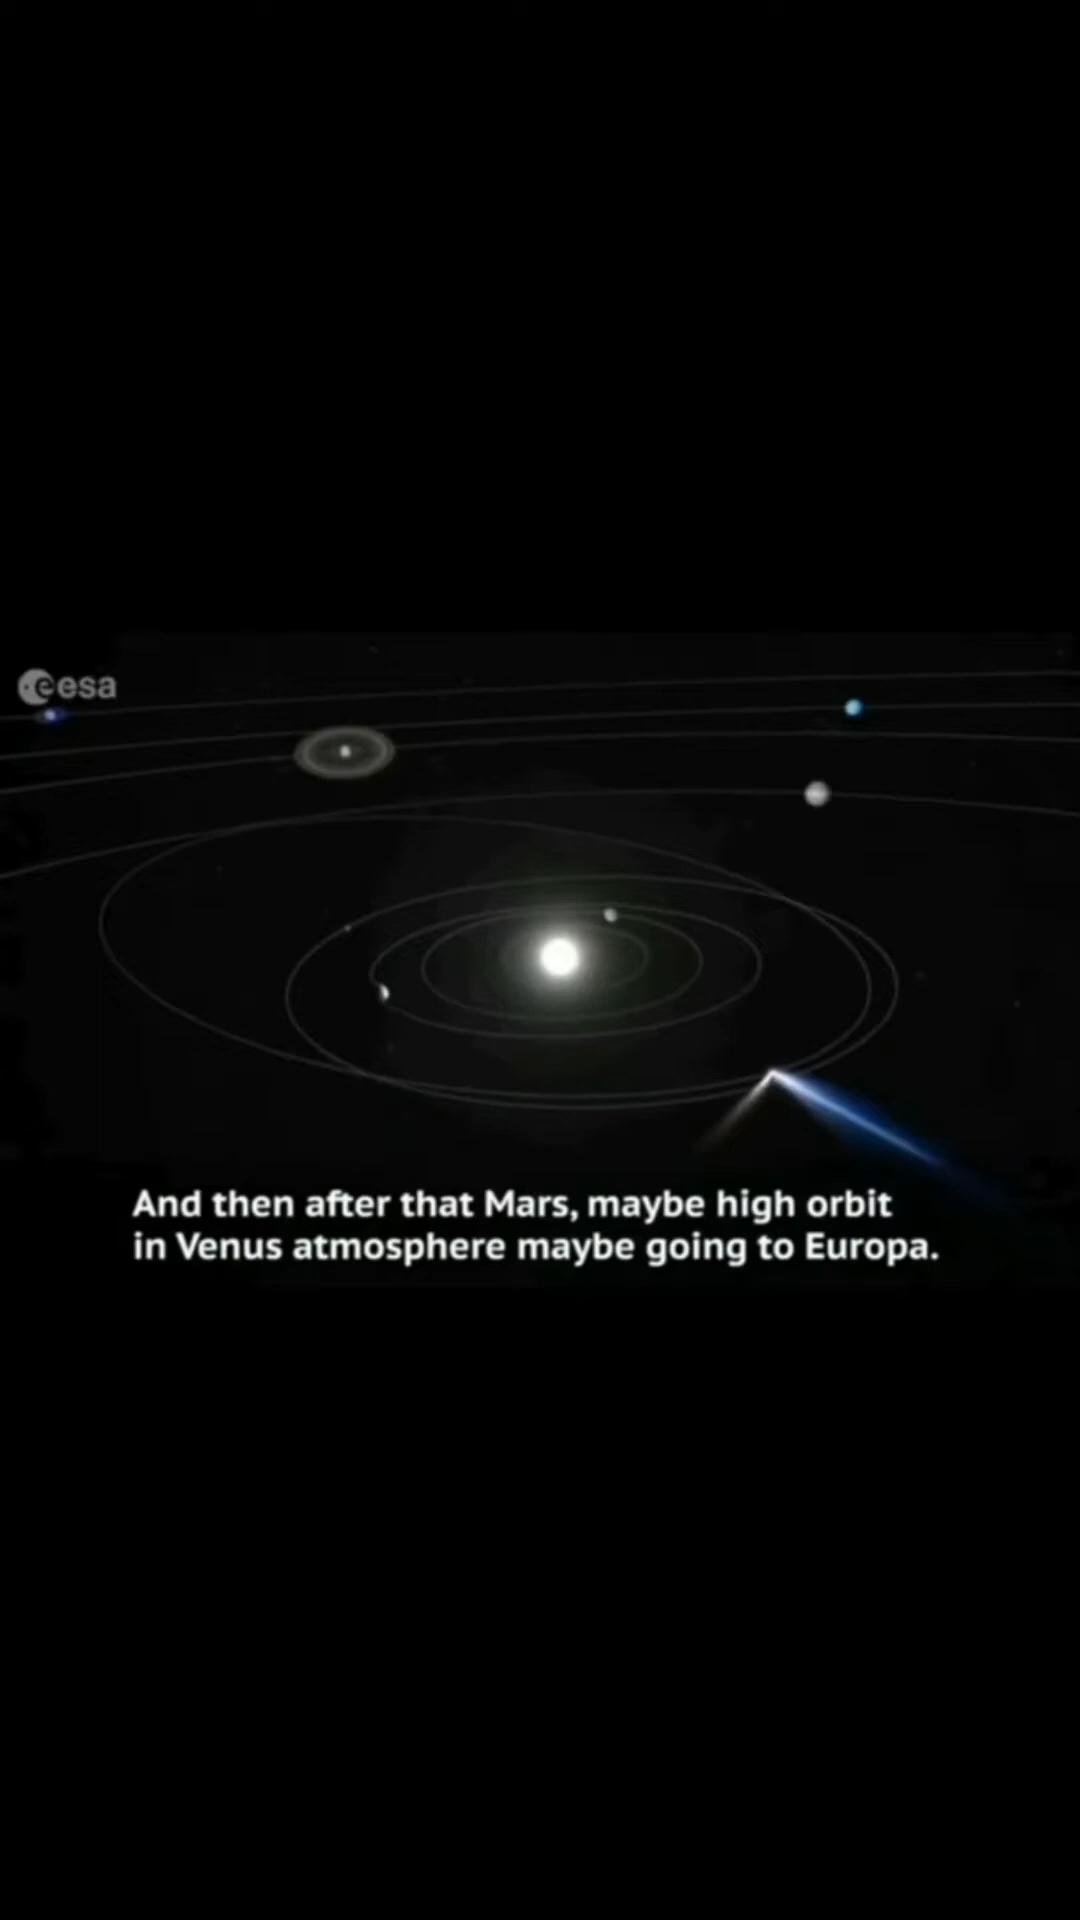 esa
And then after that Mars, maybe high orbit
in Venus atmosphere maybe going to Europa.